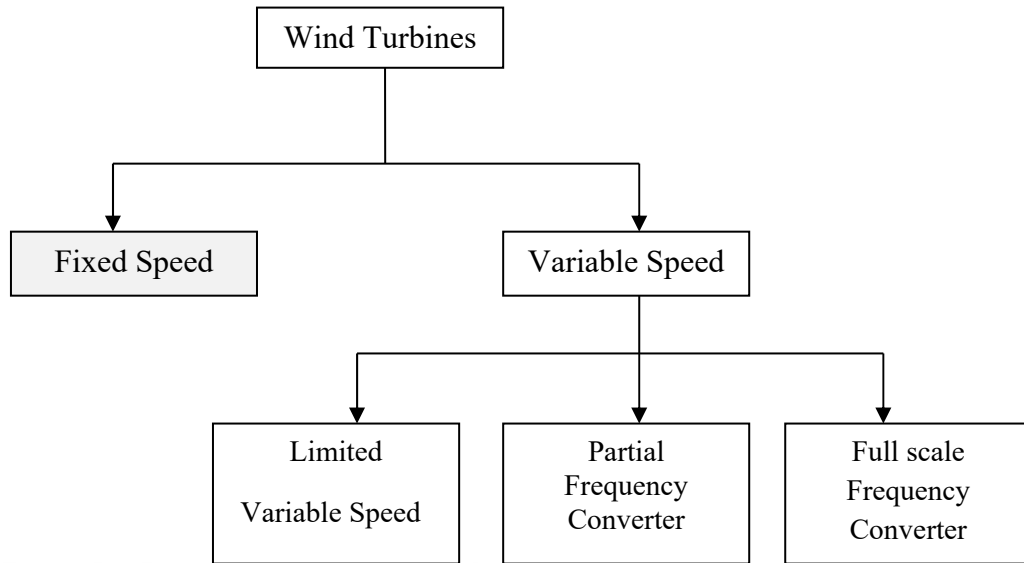 Wind Turbines
Fixed Speed
Variable Speed
Limited
Variable Speed
Partial
Frequency
Converter
Full scale
Frequency
Converter